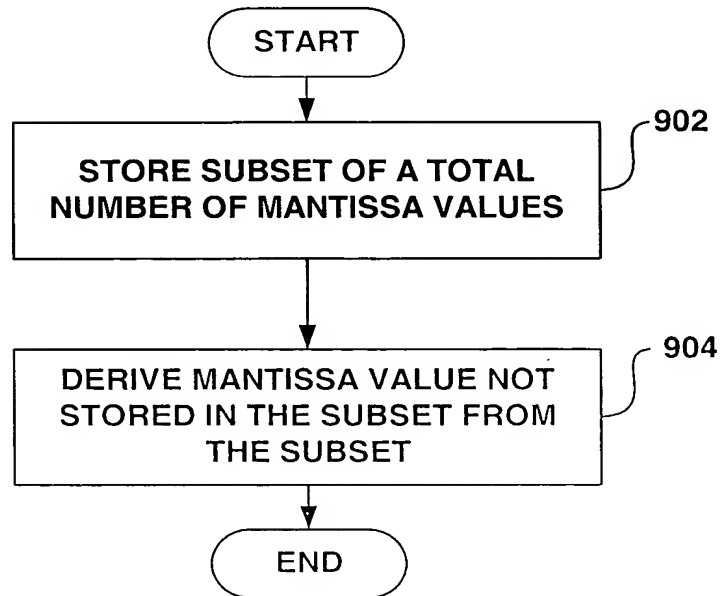 START
902
STORE SUBSET OF A TOTAL
NUMBER OF MANTISSA VALUES
904
DERIVE MANTISSA VALUE NOT
STORED IN THE SUBSET FROM
THE SUBSET
END